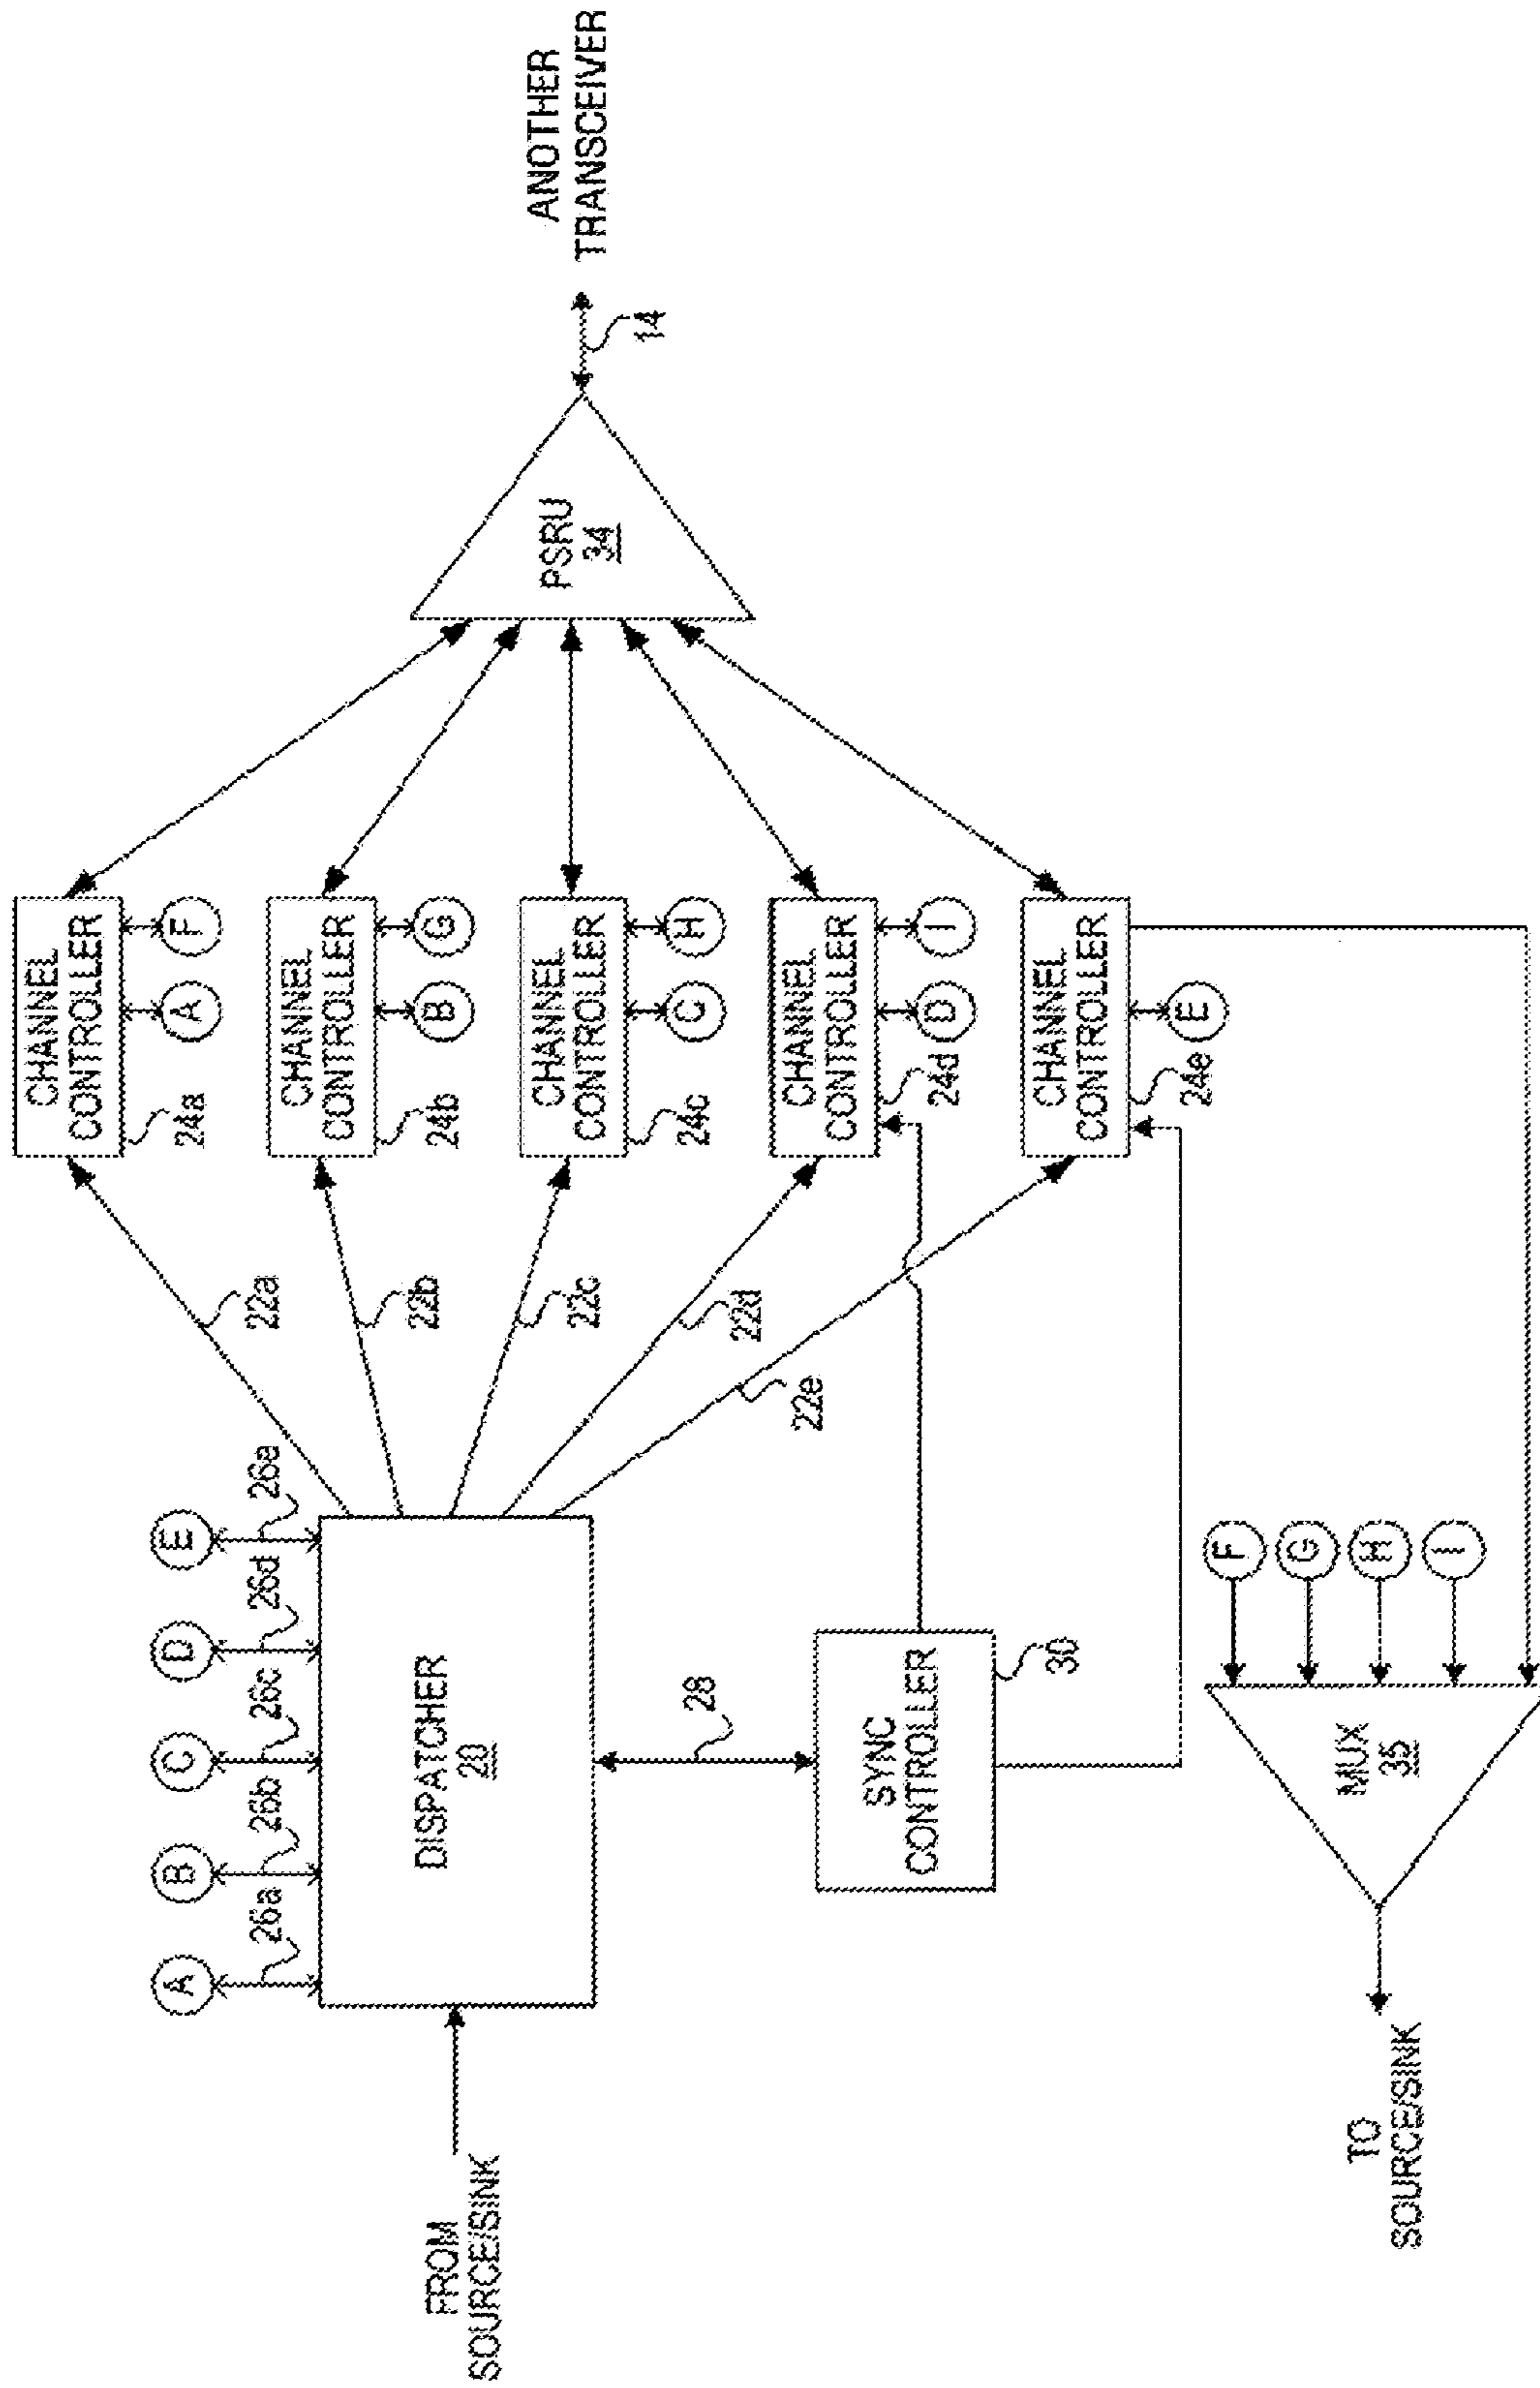 CHANNEL
CONTROLLER
24a
A
F
CHANNEL
CONTROLLER
24b
B
G
CHANNEL
CONTROLLER
24c
C
H
CHANNEL
CONTROLLER
24d
D
I
CHANNEL
CONTROLLER
24e
E
22a
22b
22c
22d
22e
PSRU
34
14
ANOTHER
TRANSCEIVER
A
B
C
D
E
26a
26b
26c
26d
26a
DISPATCHER
20
FROM
SOURCE/SINK
28
SYNC
CONTROLLER
30
F
G
H
I
MUX
35
TO
SOURCE/SINK